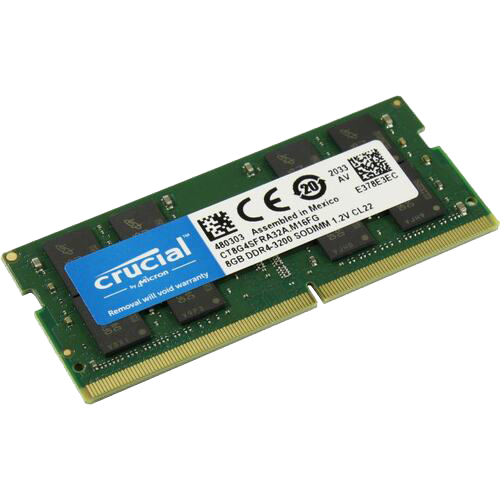 crucial™
by Micron
Removal will void warranty
480303 Assembled in Mexico
CT8G4SFRA32A.M16FG
8GB DDR4-3200 SODIMM 1.2V CL22
CE
20
2033
AV
E378E3EC